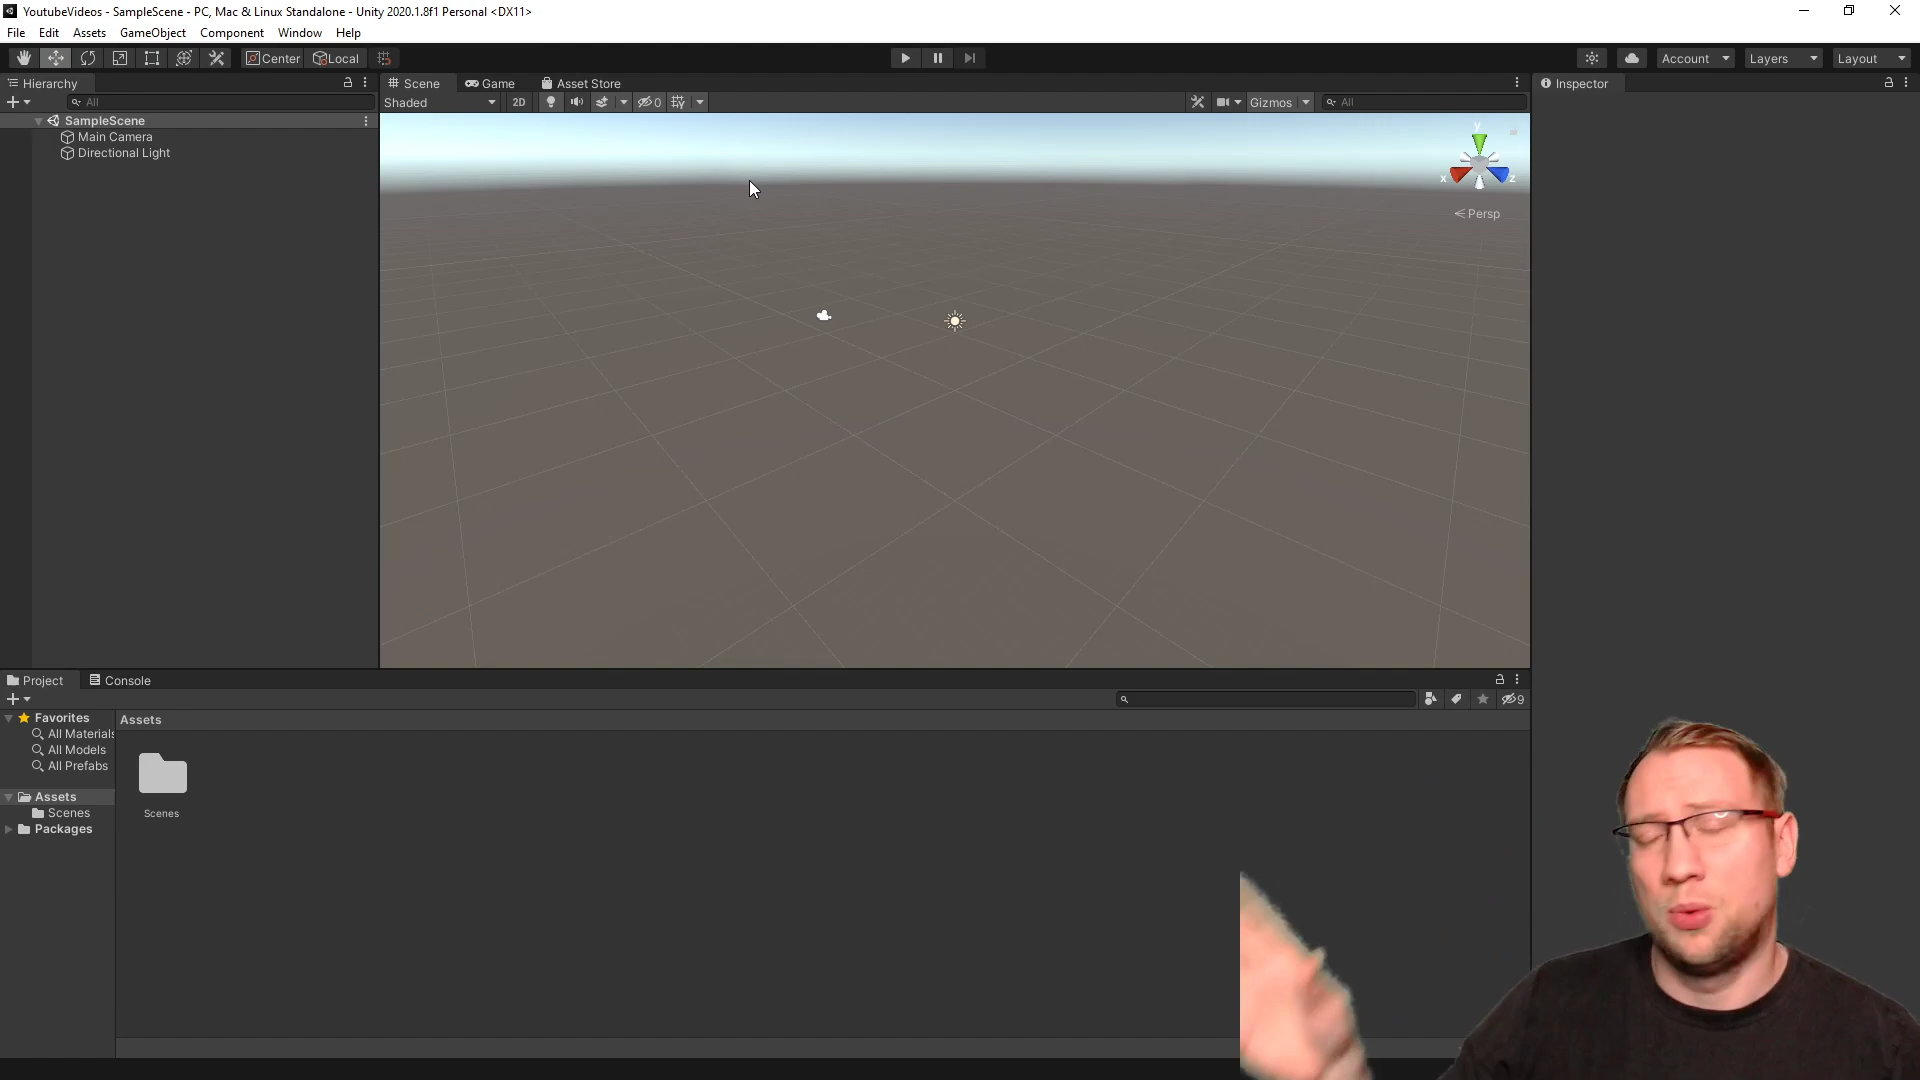 YoutubeVideos - SampleScene - PC, Mac & Linux Standalone - Unity 2020.1.8f1 Personal <DX11>
File Edit Assets GameObject Component Window Help
Center Local Account Layers Layout
Hierarchy
All
SampleScene
Main Camera
Directional Light
Scene Game Asset Store
Shaded 2D 0 Gizmos All
y
x z
Persp
Inspector
Project Console
9
Favorites
All Materials
All Models
All Prefabs
Assets
Scenes
Packages
Assets
Scenes